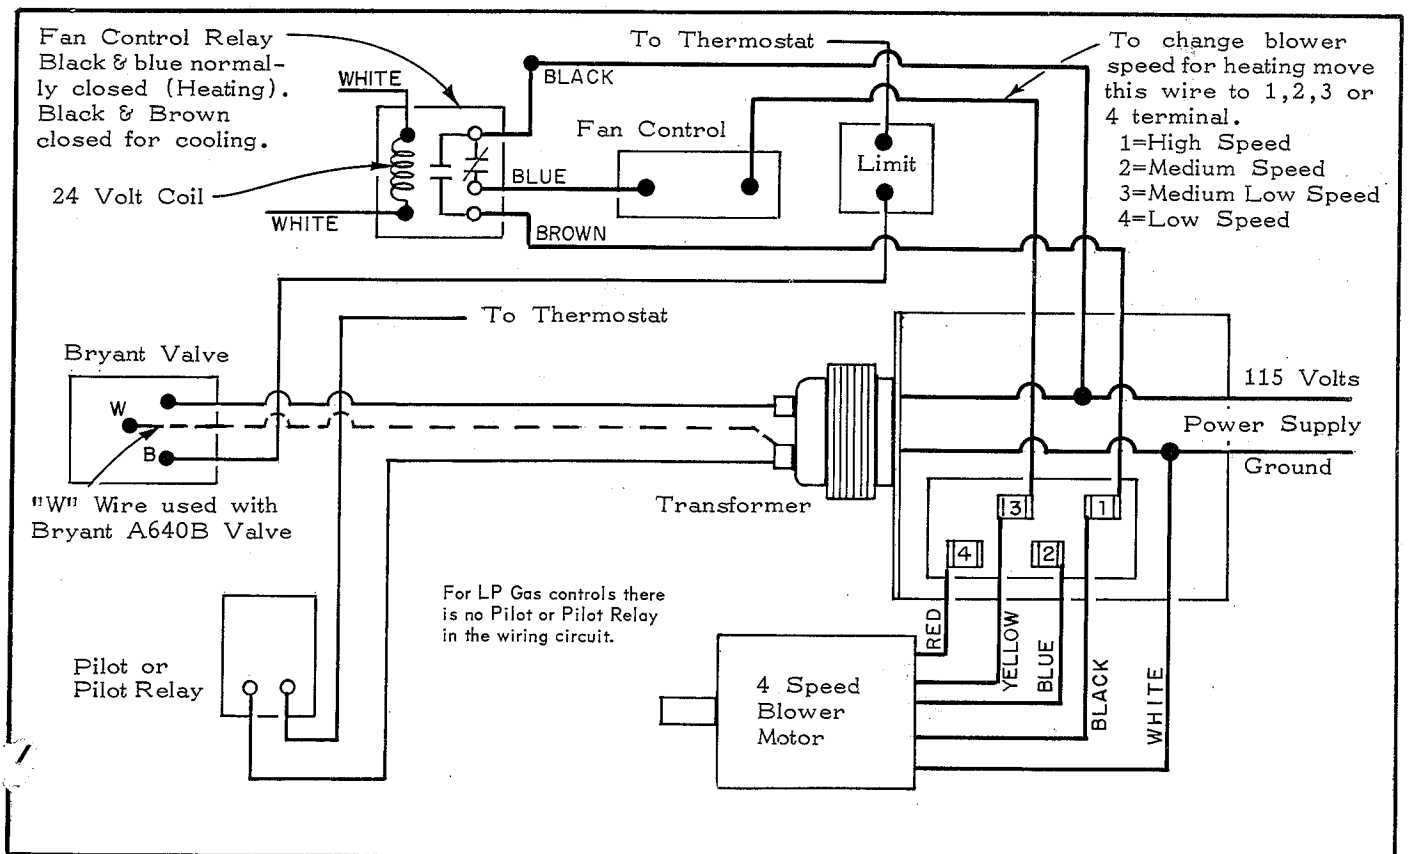 Fan Control Relay
Black & blue normal-
ly closed (Heating).
Black & Brown
closed for cooling.
24 Volt Coil
WHITE
WHITE
BLACK
BLUE
BROWN
To Thermostat
Fan Control
Limit
To change blower
speed for heating move
this wire to 1,2,3 or
4 terminal.
1=High Speed
2=Medium Speed
3=Medium Low Speed
4=Low Speed
To Thermostat
Bryant Valve
W
B
"W" Wire used with
Bryant A640B Valve
Transformer
115 Volts
Power Supply
Ground
3
1
4
2
For LP Gas controls there
is no Pilot or Pilot Relay
in the wiring circuit.
Pilot or
Pilot Relay
4 Speed
Blower
Motor
RED
YELLOW
BLUE
BLACK
WHITE